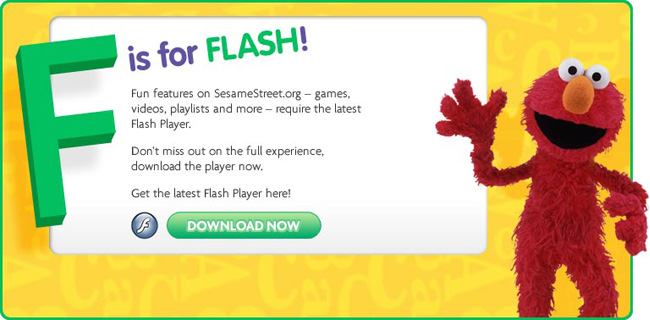 F is for FLASH!
Fun features on SesameStreet.org – games,
videos, playlists and more – require the latest
Flash Player.
Don't miss out on the full experience,
download the player now.
Get the latest Flash Player here!
DOWNLOAD NOW